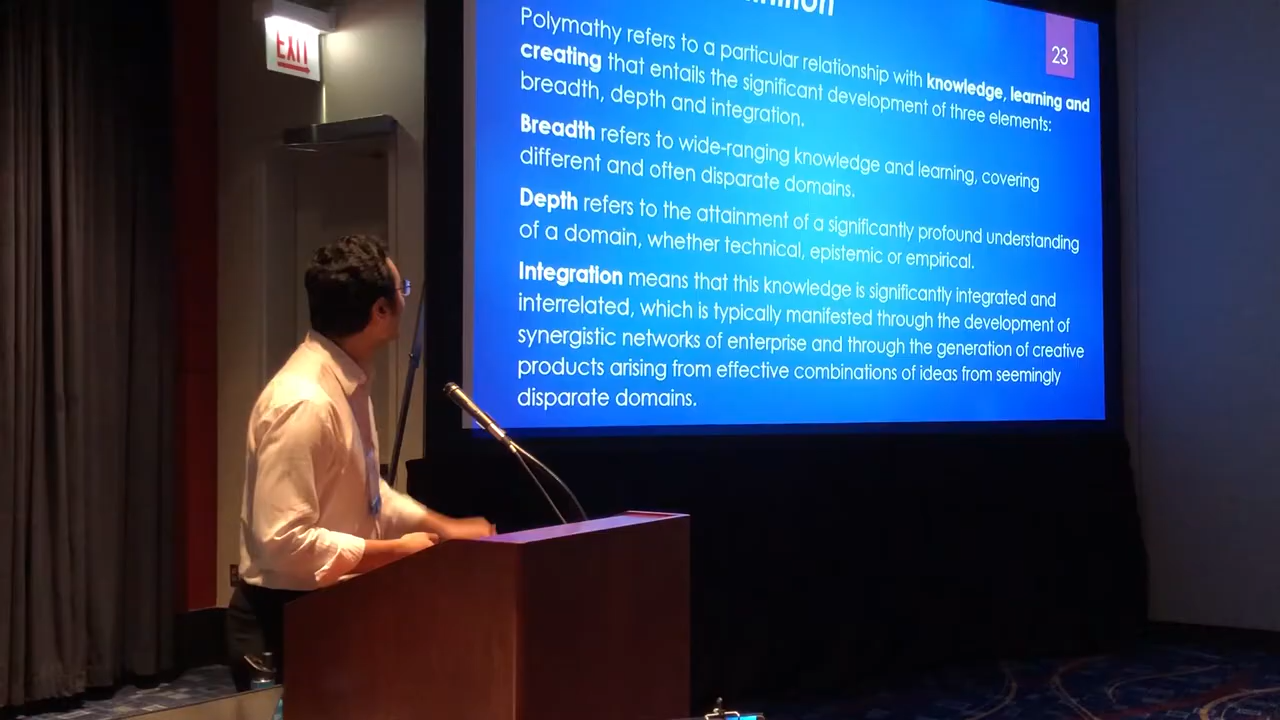 EXIT
23
Polymathy refers to a particular relationship with knowledge, learning and
creating that entails the significant development of three elements:
breadth, depth and integration.
Breadth refers to wide-ranging knowledge and learning, covering
different and often disparate domains.
Depth refers to the attainment of a significantly profound understanding
of a domain, whether technical, epistemic or empirical.
Integration means that this knowledge is significantly integrated and
interrelated, which is typically manifested through the development of
synergistic networks of enterprise and through the generation of creative
products arising from effective combinations of ideas from seemingly
disparate domains.